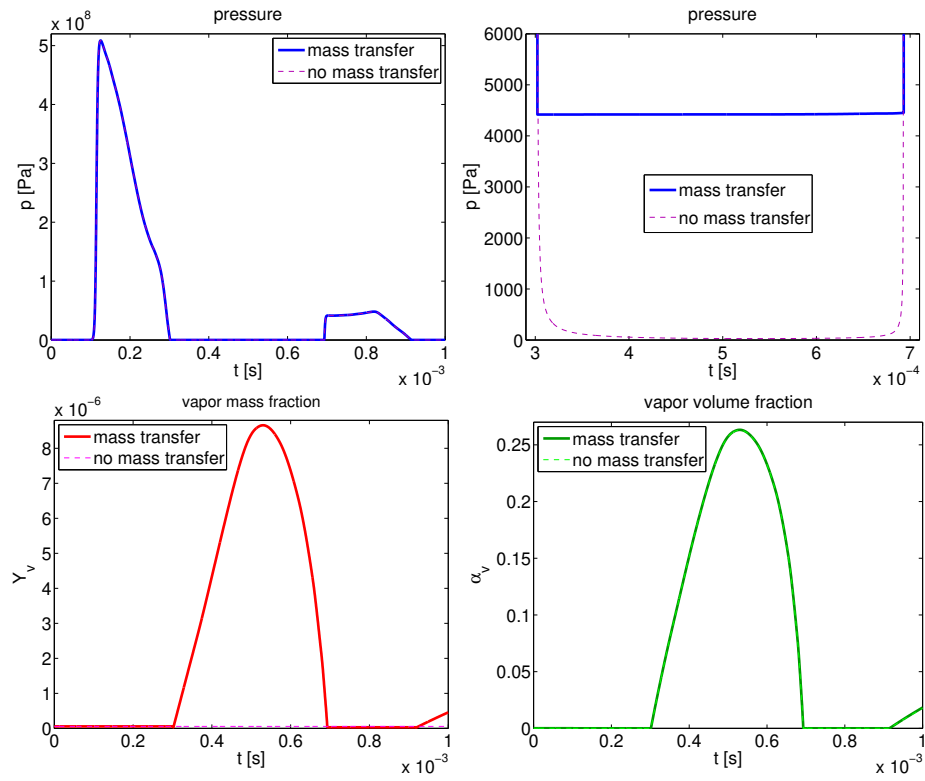 pressure
x 10^8
p [Pa]
5
4
3
2
1
0
0
0.2
0.4
0.6
0.8
1
t [s]
x 10^-3
mass transfer
no mass transfer
pressure
p [Pa]
6000
5000
4000
3000
2000
1000
0
3
4
5
6
7
t [s]
x 10^-4
mass transfer
no mass transfer
vapor mass fraction
x 10^-6
Y_v
8
7
6
5
4
3
2
1
0
0
0.2
0.4
0.6
0.8
1
t [s]
x 10^-3
mass transfer
no mass transfer
vapor volume fraction
α_v
0.25
0.2
0.15
0.1
0.05
0
0
0.2
0.4
0.6
0.8
1
t [s]
x 10^-3
mass transfer
no mass transfer